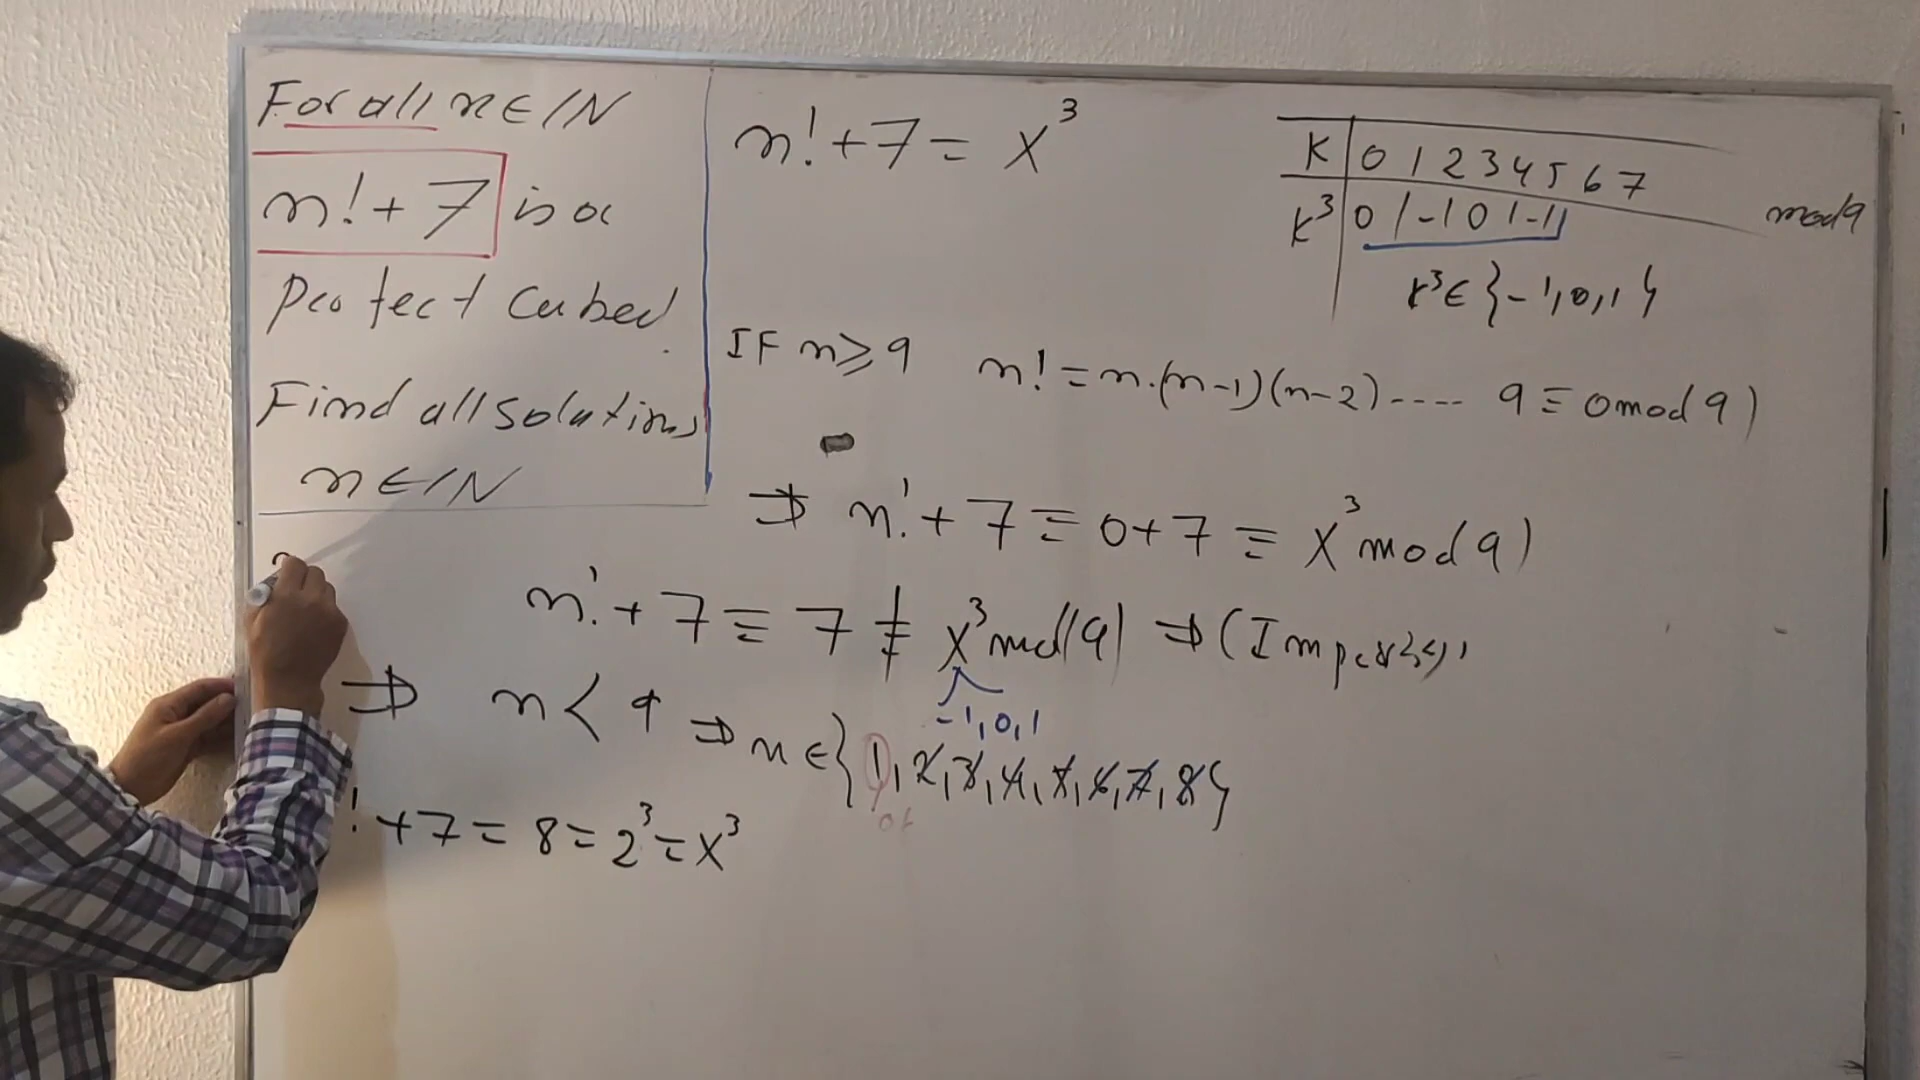 For all n∈IN
n!+7 is a
perfect cubed.
Find all solutions
n∈IN
n!+7 = x³
K 0 1 2 3 4 5 6 7
K³ 0 1 -1 0 1 -1
mod 9
k³∈{-1,0,1}
IF n⩾9 n! = n.(n-1)(n-2)---- 9 ≡ 0 mod 9)
⇒ n!+7 ≡ 0+7 ≡ x³ mod 9)
n!+7 ≡ 7 ≢ x³ mod(9) ⇒ (
-1,0,1
⇒ n < 9 ⇒ n∈{1,2,3,4,5,6,7,8}
! +7 = 8 = 2³ = x³